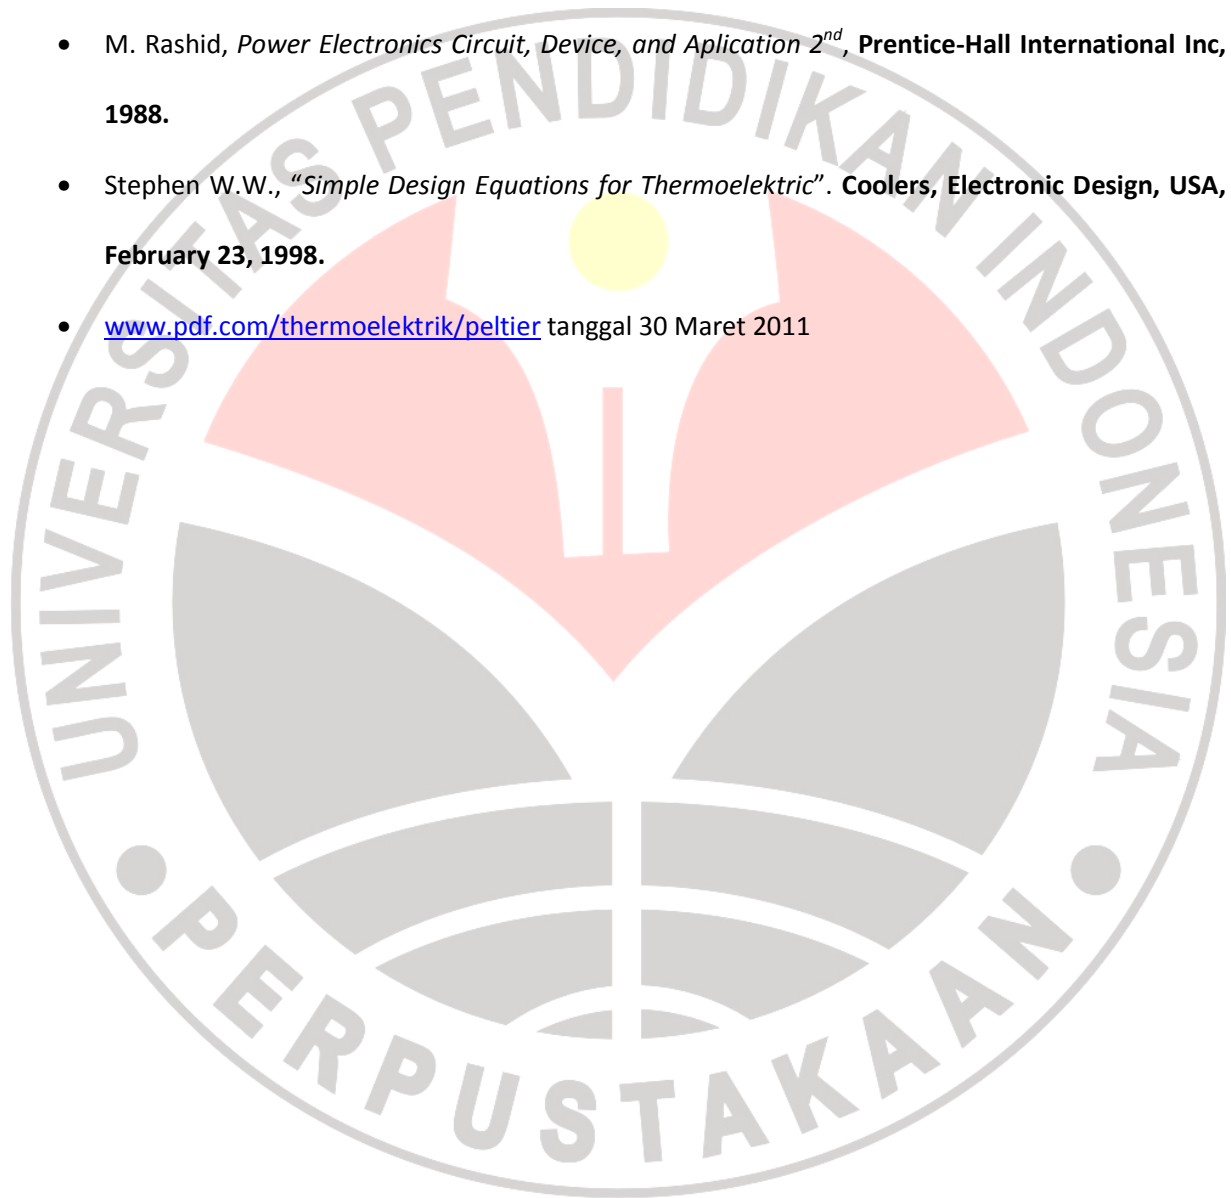 • M. Rashid, Power Electronics Circuit, Device, and Aplication 2nd, Prentice-Hall International Inc,
1988.
• Stephen W.W., “Simple Design Equations for Thermoelektric”. Coolers, Electronic Design, USA,
February 23, 1998.
• www.pdf.com/thermoelektrik/peltier tanggal 30 Maret 2011
UNIVERSITAS PENDIDIKAN INDONESIA
PERPUSTAKAAN